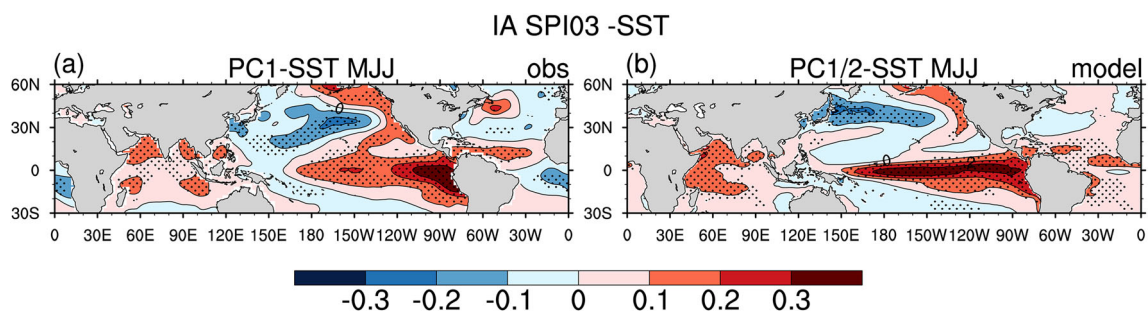 IA SPI03 -SST
(a) PC1-SST MJJ obs
(b) PC1/2-SST MJJ model
60N
30N
0
30S
0 30E 60E 90E 120E 150E 180 150W 120W 90W 60W 30W 0
0
60N
30N
0
30S
0 30E 60E 90E 120E 150E 180 150W 120W 90W 60W 30W 0
0
0
-0.3 -0.2 -0.1 0 0.1 0.2 0.3